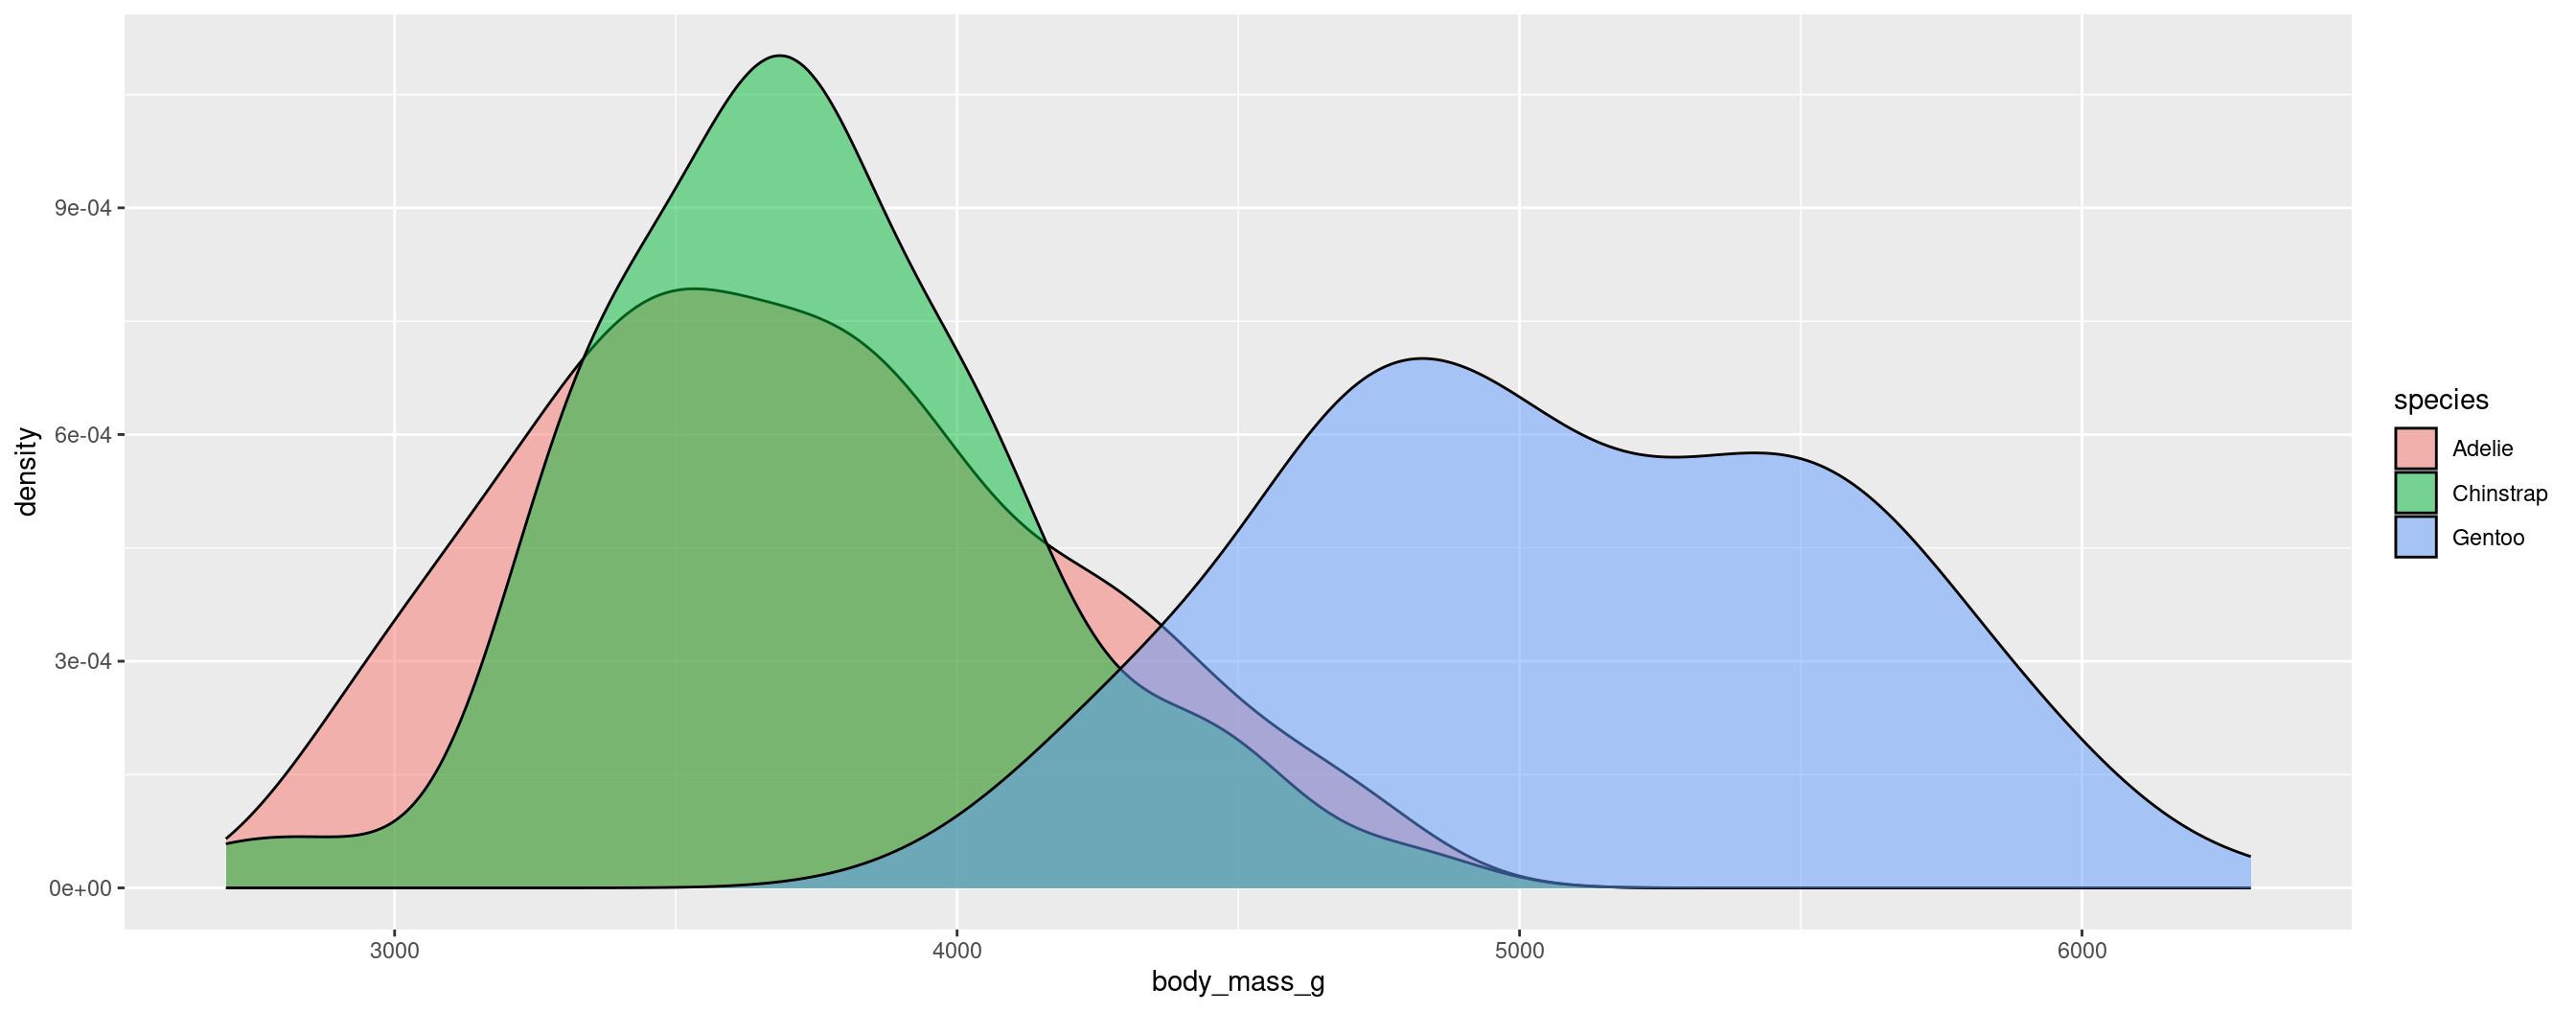 density
9e-04
6e-04
3e-04
0e+00
3000
4000
5000
6000
body_mass_g
species
Adelie
Chinstrap
Gentoo